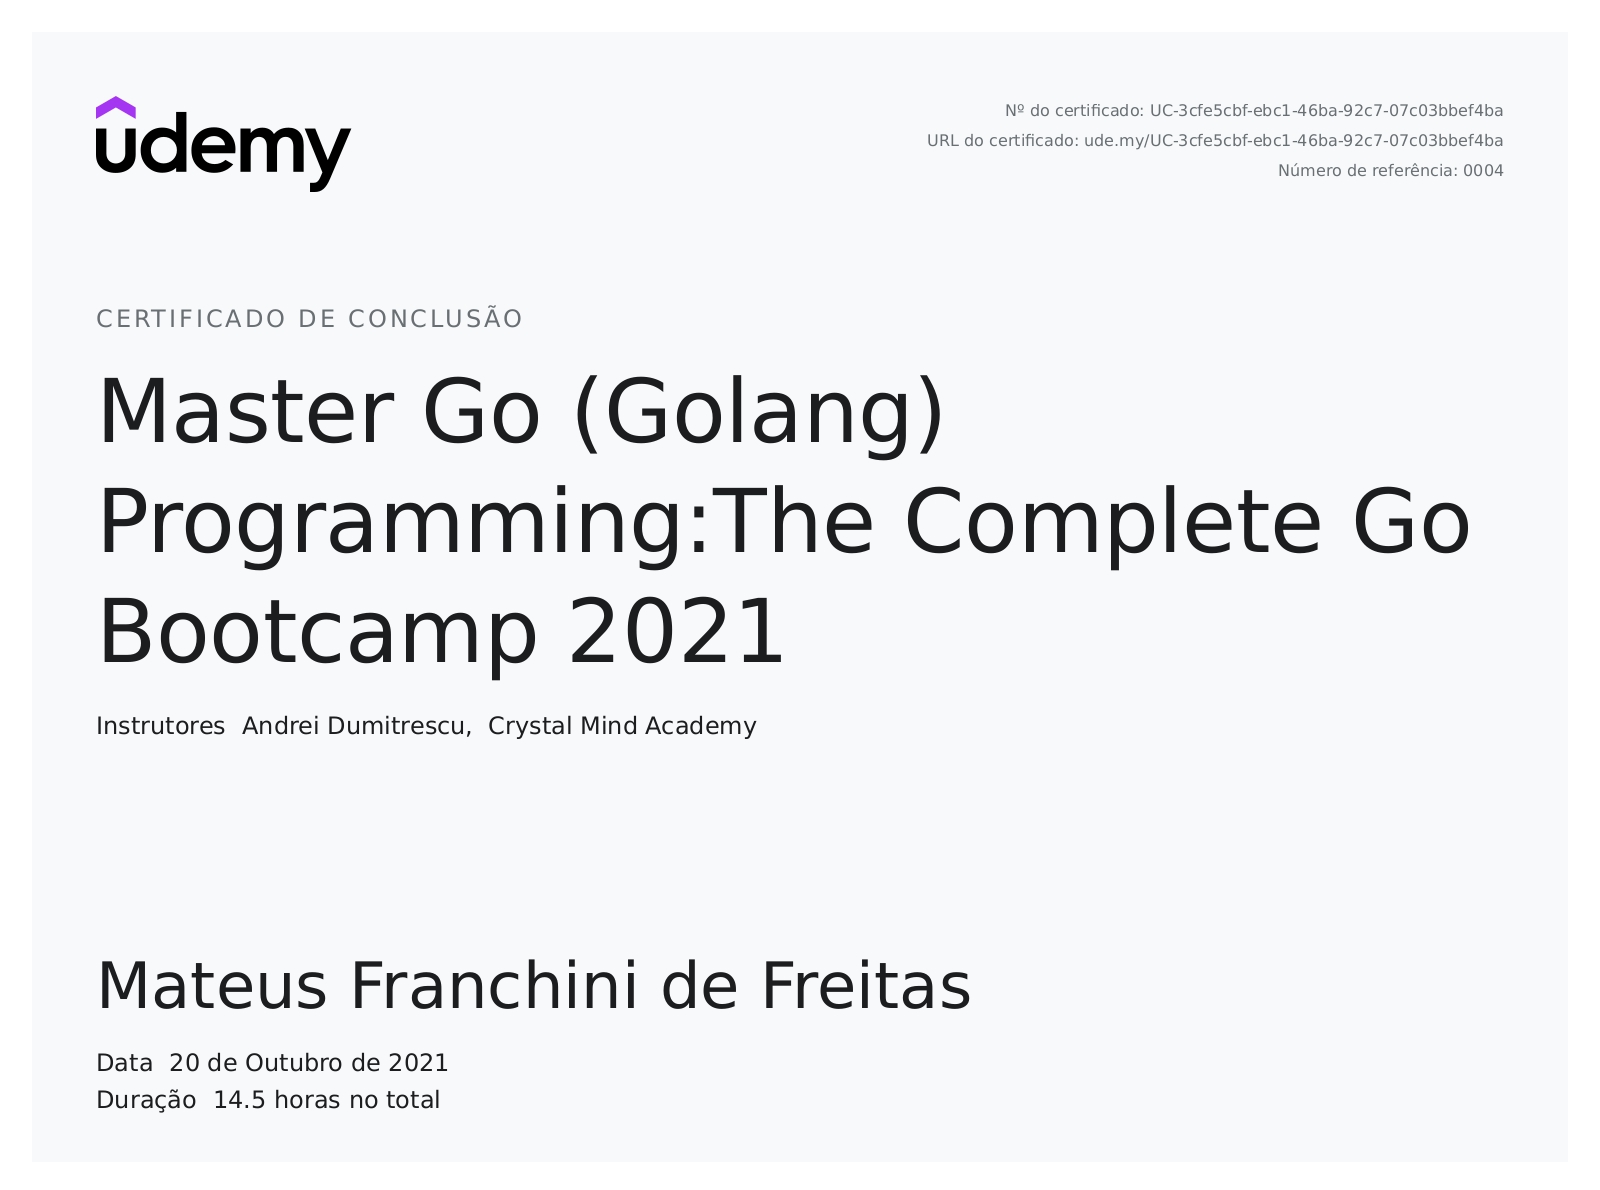 udemy
Nº do certificado: UC-3cfe5cbf-ebc1-46ba-92c7-07c03bbef4ba
URL do certificado: ude.my/UC-3cfe5cbf-ebc1-46ba-92c7-07c03bbef4ba
Número de referência: 0004
CERTIFICADO DE CONCLUSÃO
Master Go (Golang)
Programming:The Complete Go
Bootcamp 2021
Instrutores Andrei Dumitrescu, Crystal Mind Academy
Mateus Franchini de Freitas
Data 20 de Outubro de 2021
Duração 14.5 horas no total